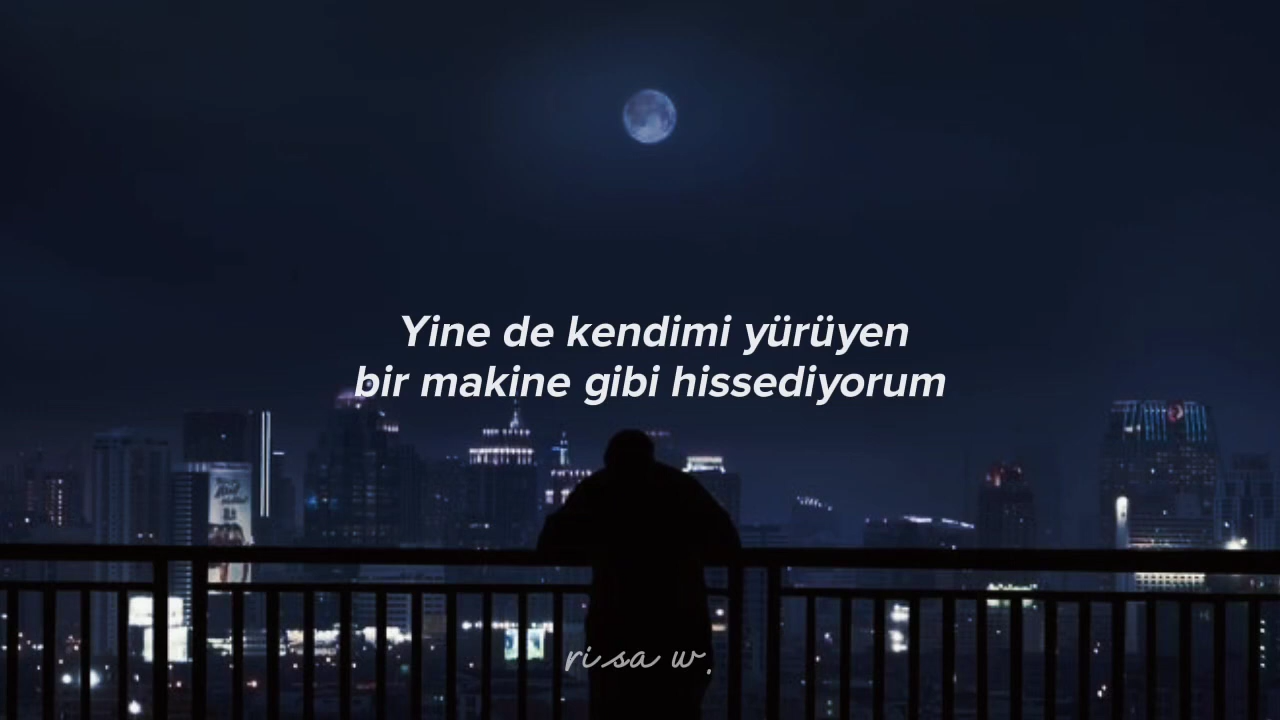 Yine de kendimi yürüyen
bir makine gibi hissediyorum
risa w.